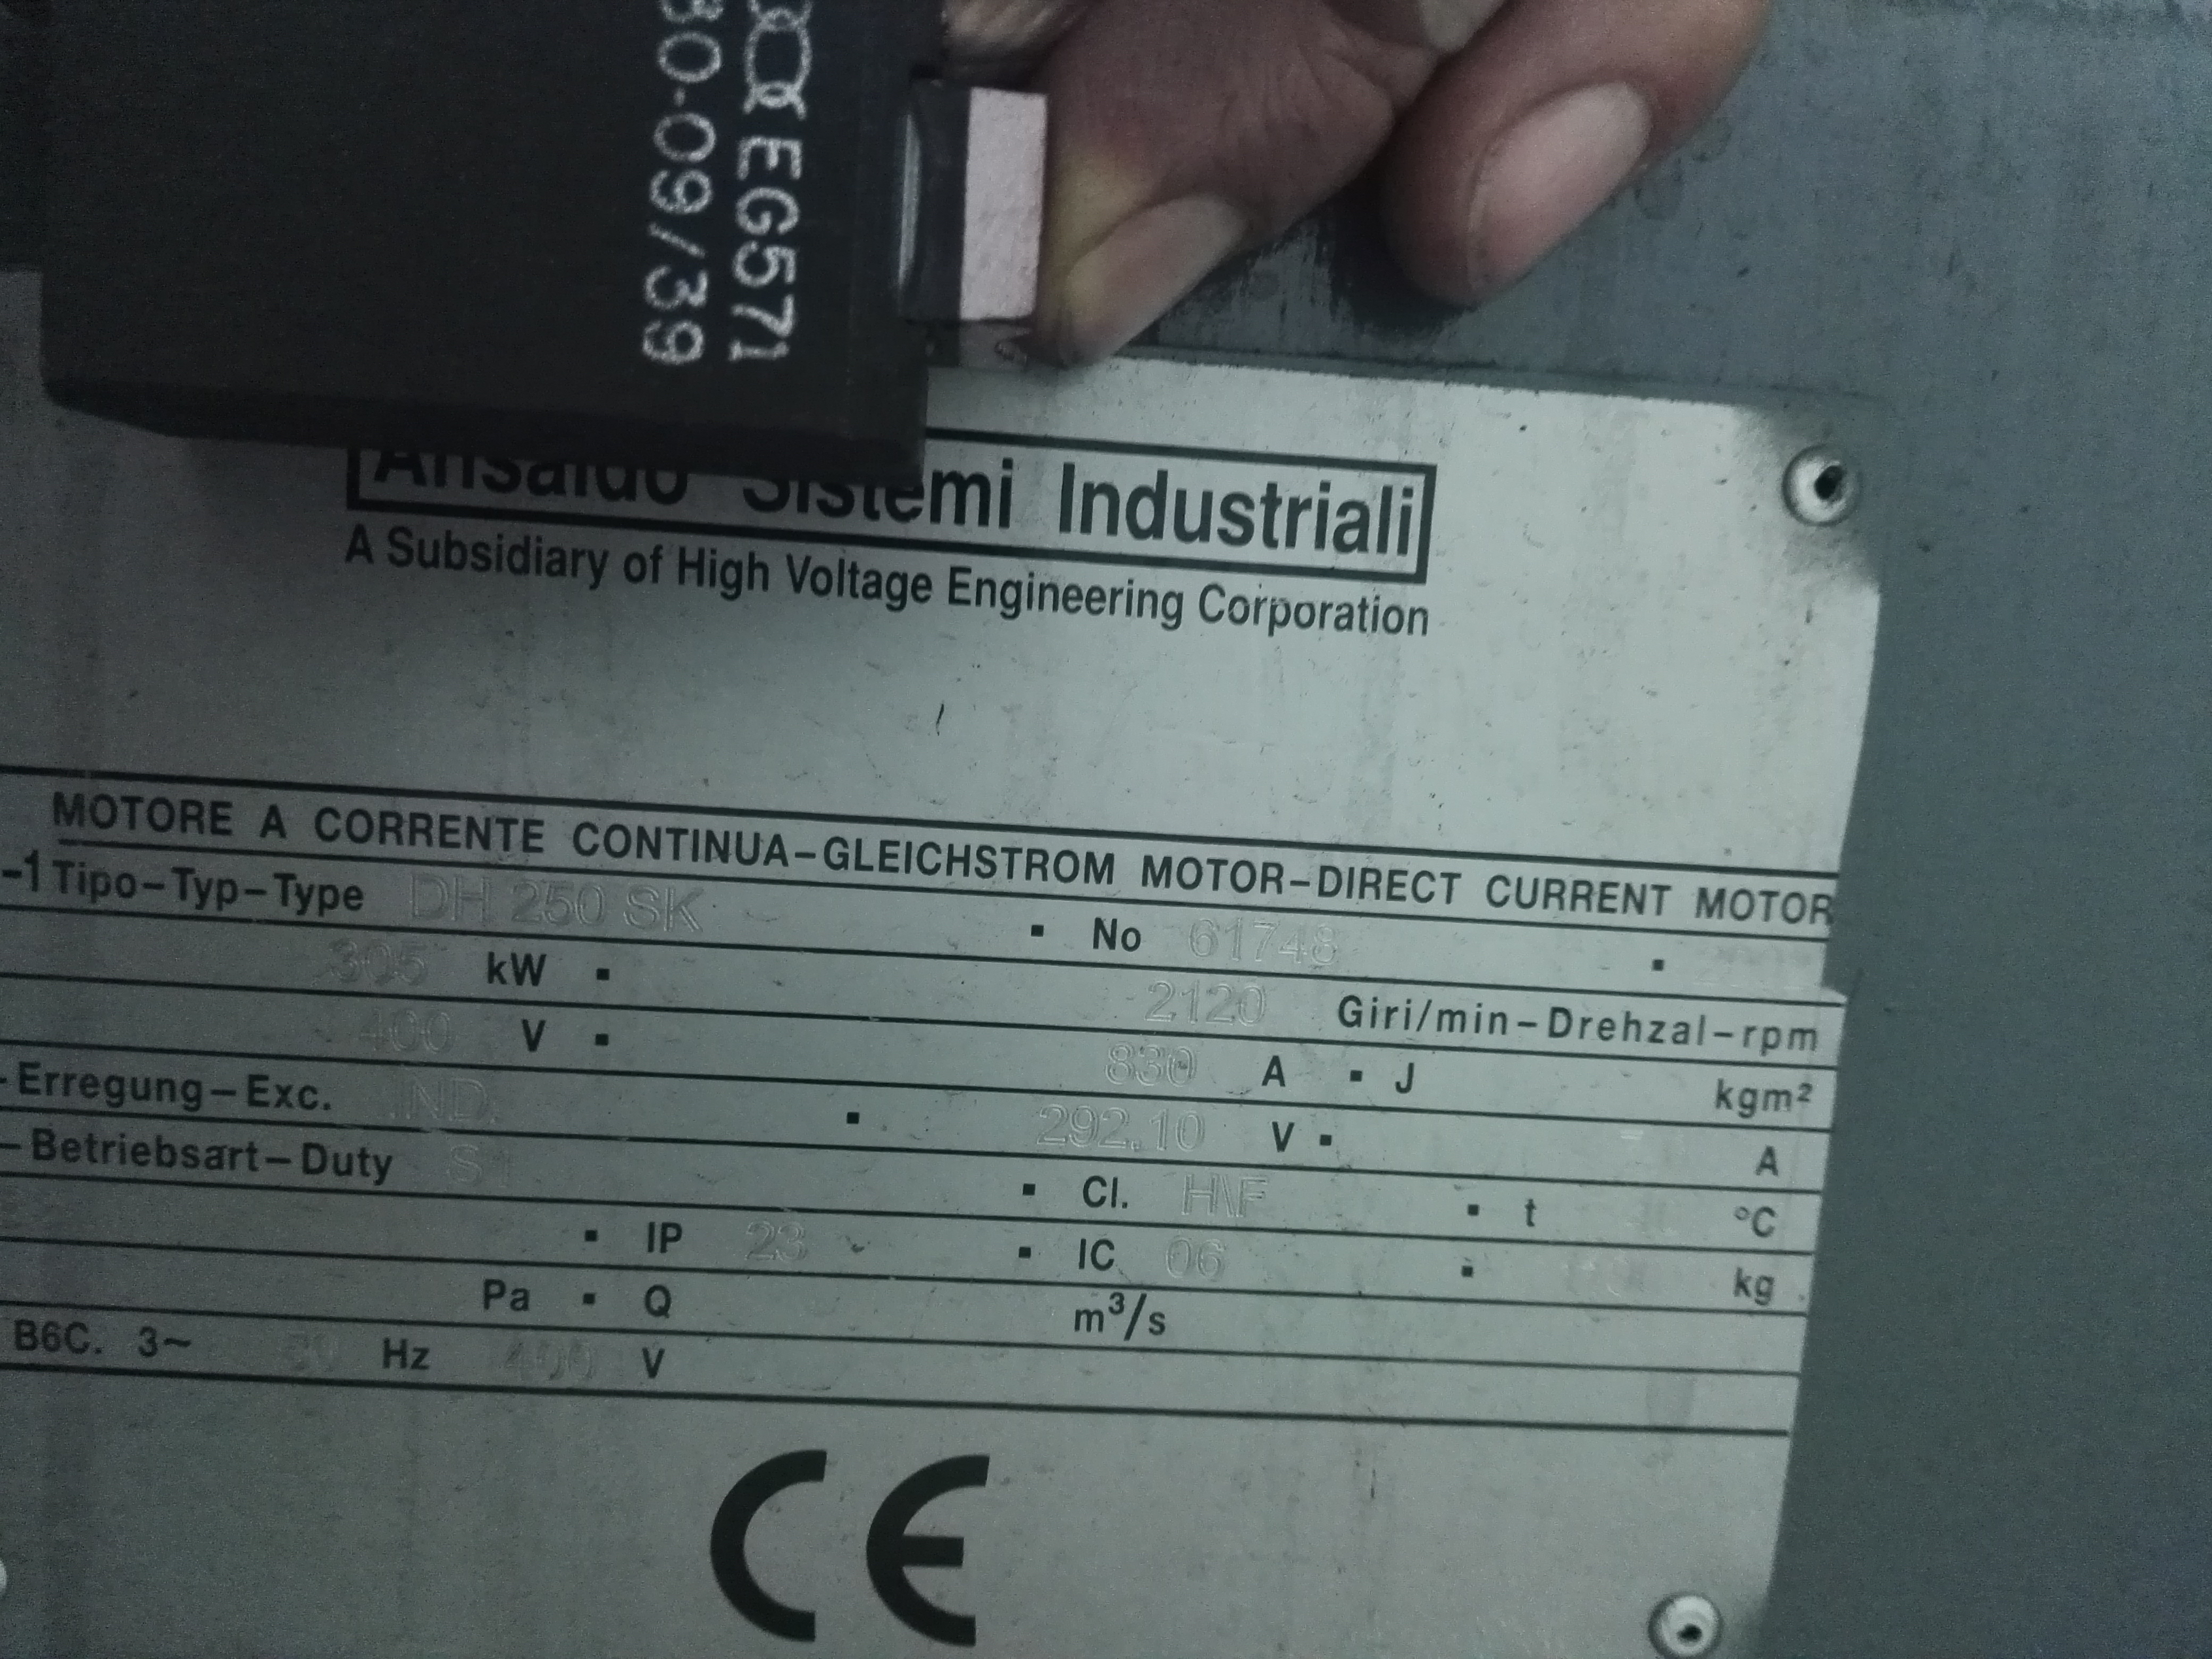 EG571
30-09/39
Ansaldo Sistemi Industriali
A Subsidiary of High Voltage Engineering Corporation
MOTORE A CORRENTE CONTINUA-GLEICHSTROM MOTOR-DIRECT CURRENT MOTOR
-1 Tipo-Typ-Type DH 250 SK ▪ No 61748 ▪
305 kW ▪ 2120 Giri/min-Drehzal-rpm
400 V ▪ 830 A ▪ J kgm²
-Erregung-Exc. IND. ▪ 292.10 V ▪ A
-Betriebsart-Duty S1 ▪ Cl. H\F ▪ t °C
▪ IP 23 ▪ IC 06 ▪ kg
Pa ▪ Q m³/s
B6C. 3~ Hz 400 V
CE